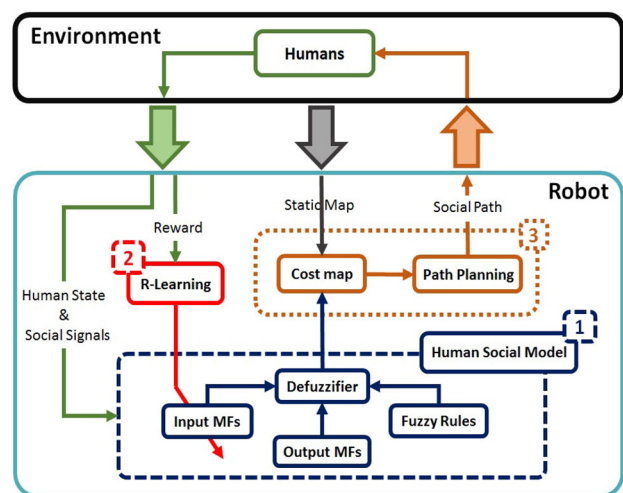 Environment
Humans
Robot
Static Map
Social Path
Reward
3
2
R-Learning
Cost map
Path Planning
Human State
&
Social Signals
1
Human Social Model
Defuzzifier
Input MFs
Fuzzy Rules
Output MFs